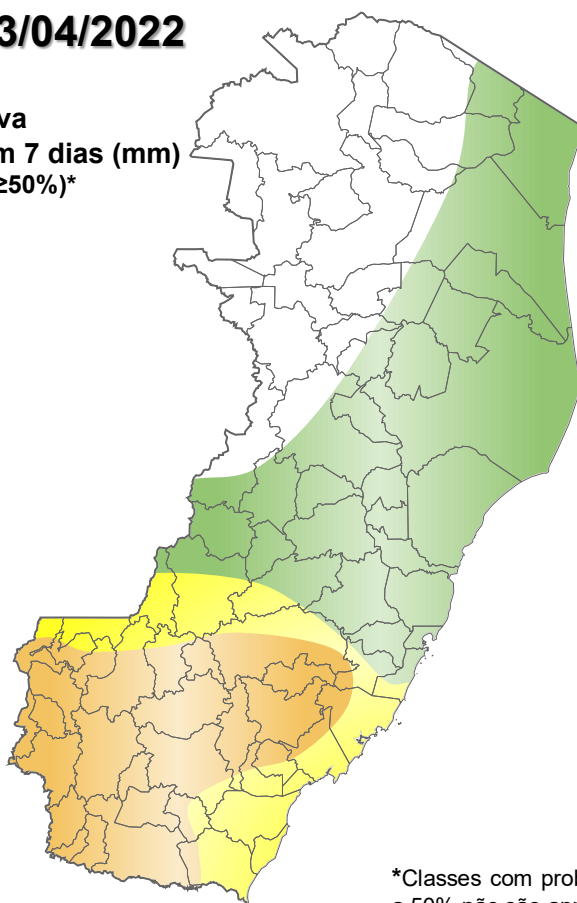 3/04/2022
va
m 7 dias (mm)
≥50%)*
*Classes com prob